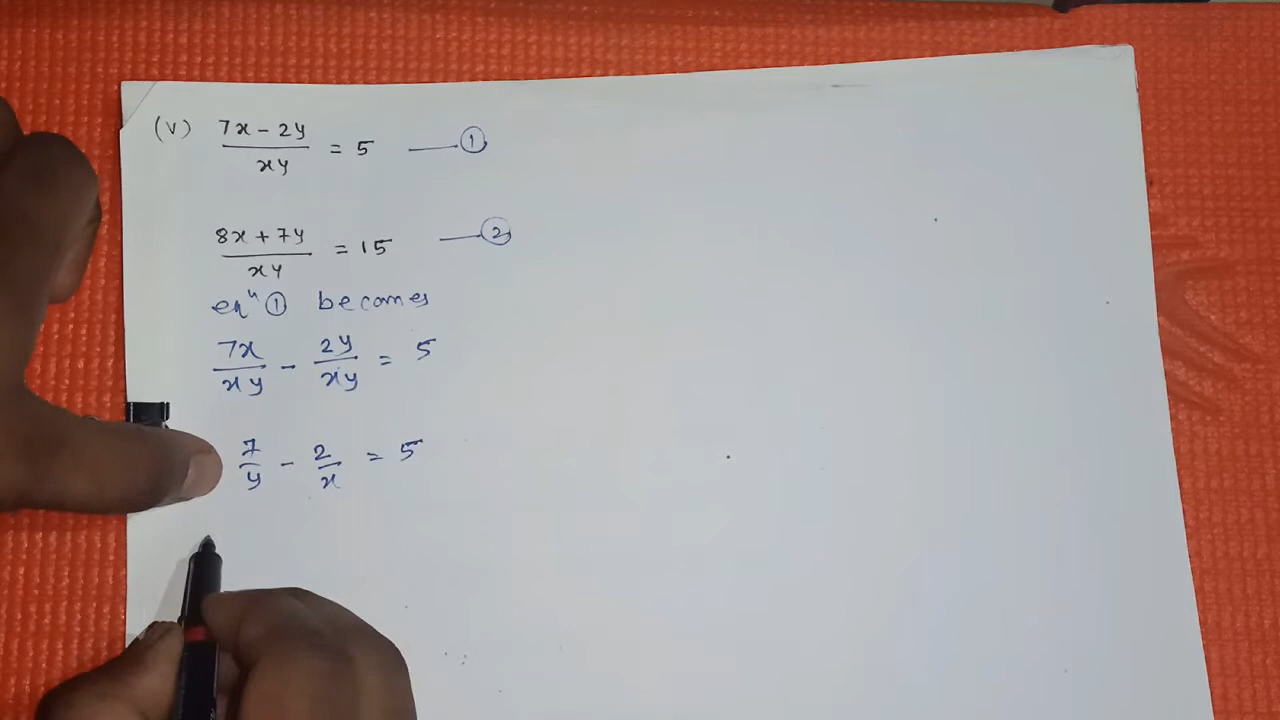 (V) 7x - 2y / xy = 5 —— ①
8x + 7y / xy = 15 —— ②
eqⁿ ① becomes
7x / xy - 2y / xy = 5
7 / y - 2 / x = 5